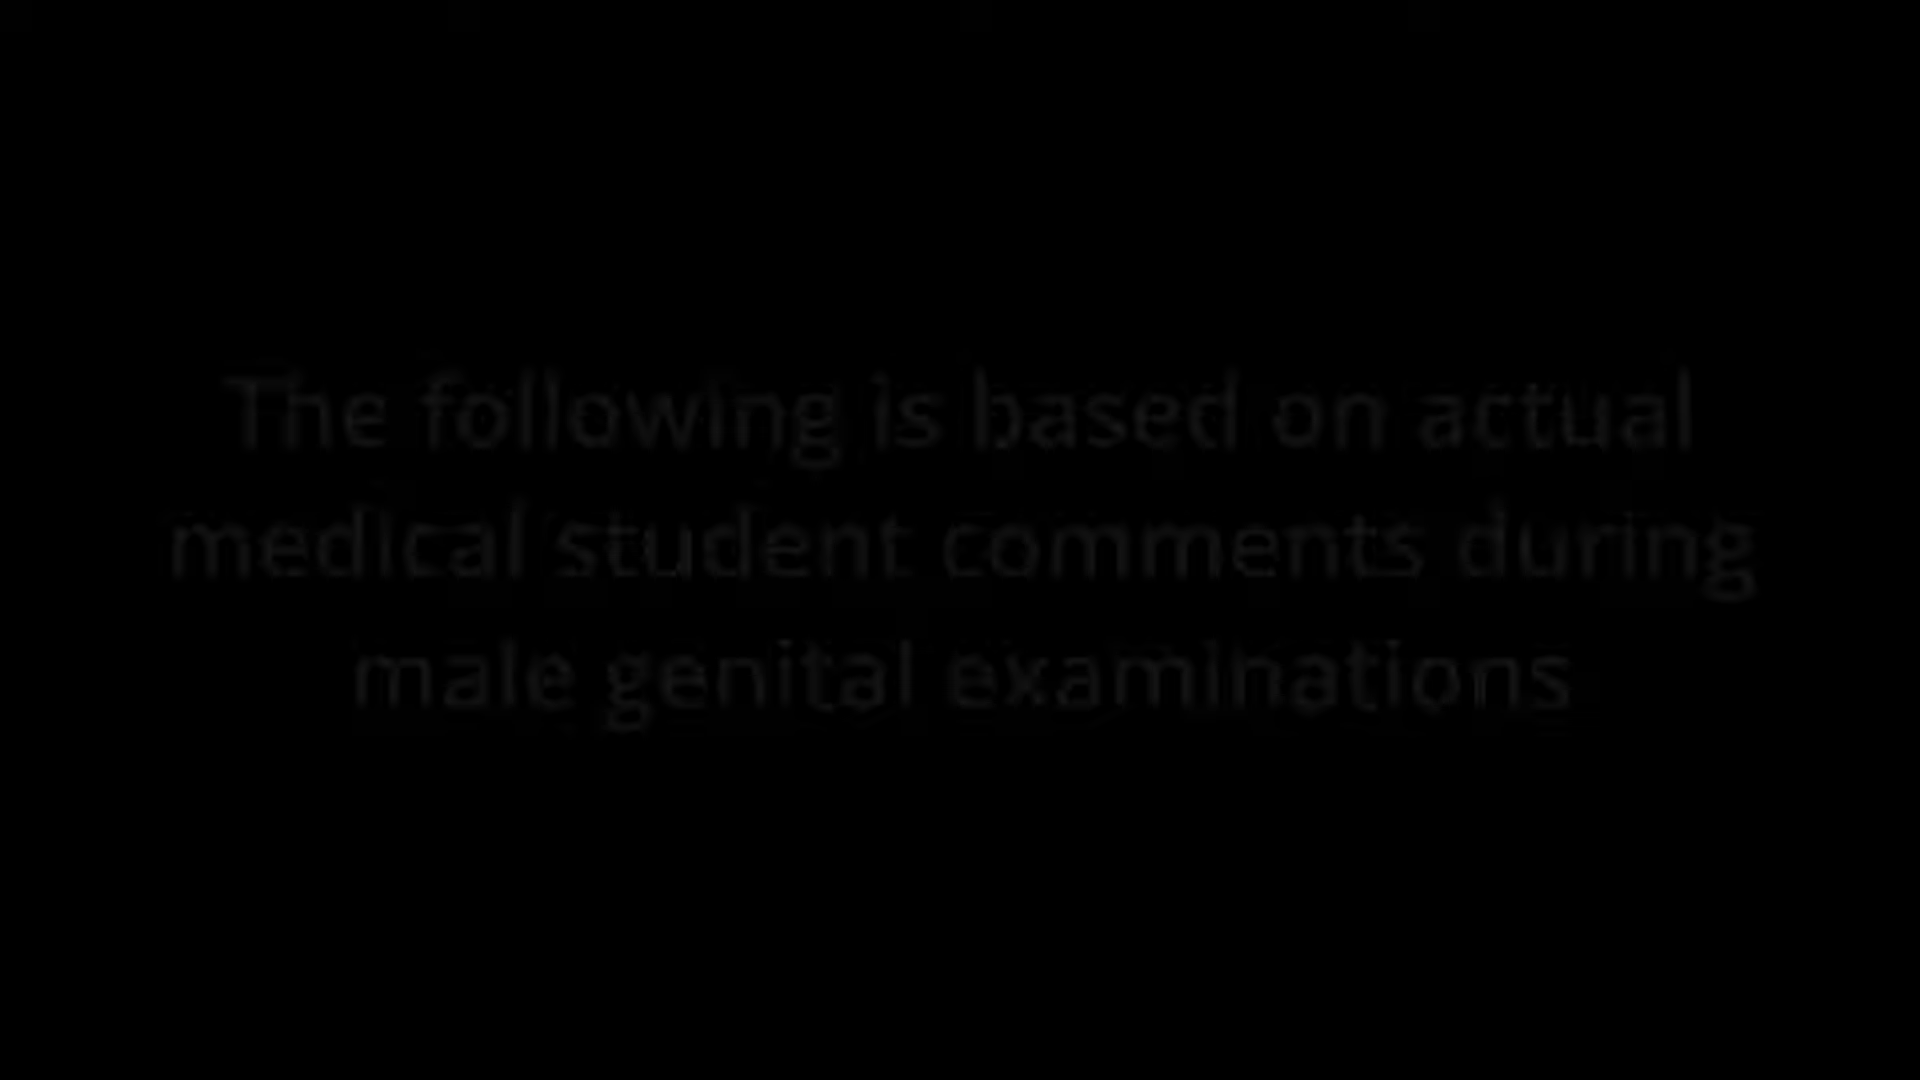 The following is based on actual
medical student comments during
male genital examinations